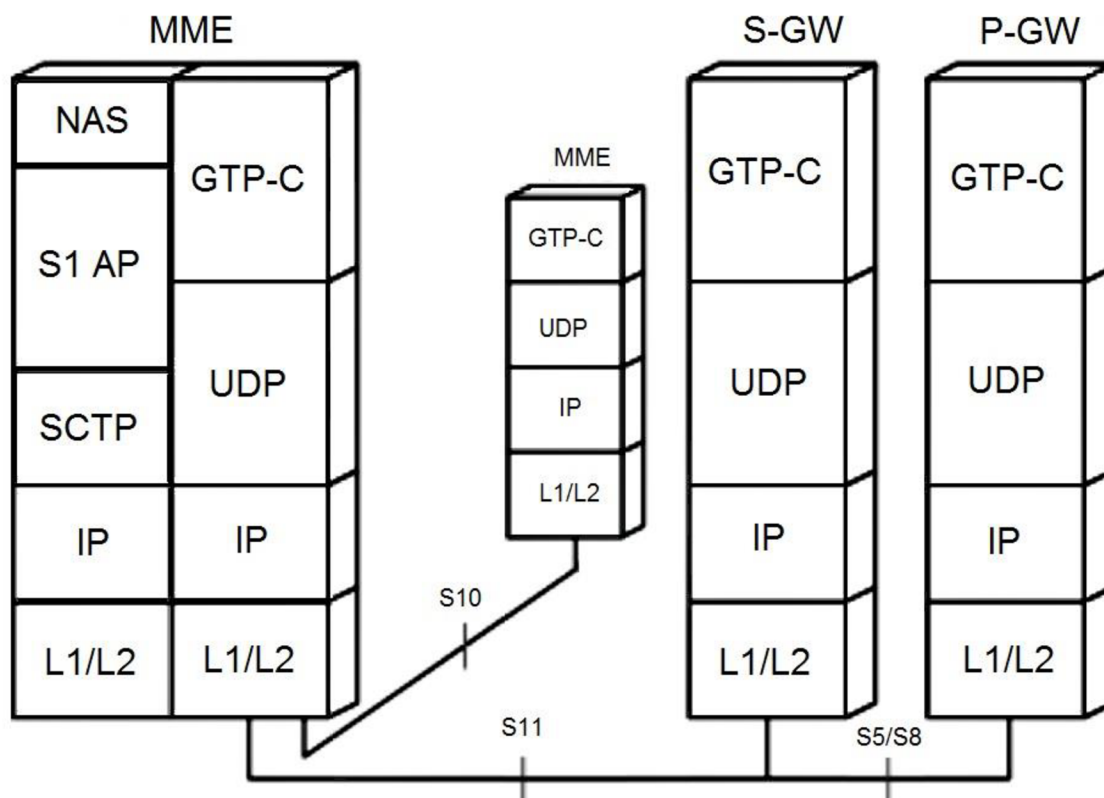 MME
S-GW
P-GW
NAS
GTP-C
S1 AP
UDP
SCTP
IP
IP
L1/L2
L1/L2
MME
GTP-C
UDP
IP
L1/L2
GTP-C
UDP
IP
L1/L2
GTP-C
UDP
IP
L1/L2
S10
S11
S5/S8